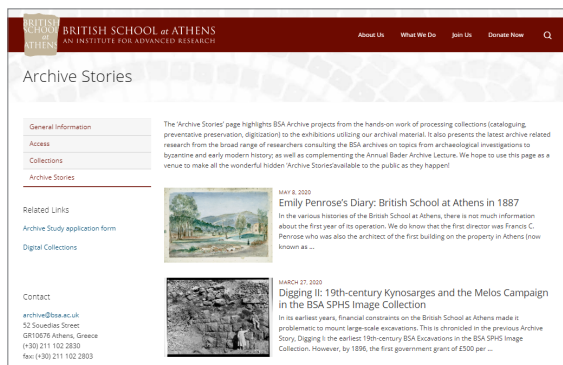 BRITISH
SCHOOL
at
ATHENS
BRITISH SCHOOL at ATHENS
AN INSTITUTE FOR ADVANCED RESEARCH
About Us What We Do Join Us Donate Now
Archive Stories
General Information
Access
Collections
Archive Stories
Related Links
Archive Study application form
Digital Collections
Contact
archive@bsa.ac.uk
52 Souedias Street
GR10676 Athens, Greece
(+30) 211 102 2830
fax: (+30) 211 102 2803
The 'Archive Stories' page highlights BSA Archive projects from the hands-on work of processing collections (cataloguing,
preventative preservation, digitization) to the exhibitions utilizing our archival material. It also presents the latest archive related
research from the broad range of researchers consulting the BSA archives on topics from archaeological investigations to
byzantine and early modern history; as well as complementing the Annual Bader Archive Lecture. We hope to use this page as a
venue to make all the wonderful hidden 'Archive Stories'available to the public as they happen!
MAY 8, 2020
Emily Penrose's Diary: British School at Athens in 1887
In the various histories of the British School at Athens, there is not much information
about the first year of its operation. We do know that the first director was Francis C.
Penrose who was also the architect of the first building on the property in Athens (now
known as ...
MARCH 27, 2020
Digging II: 19th-century Kynosarges and the Melos Campaign
in the BSA SPHS Image Collection
In its earliest years, financial constraints on the British School at Athens made it
problematic to mount large-scale excavations. This is chronicled in the previous Archive
Story, Digging I: the earliest 19th-century BSA Excavations in the BSA SPHS Image
Collection. However, by 1896, the first government grant of £500 per ...